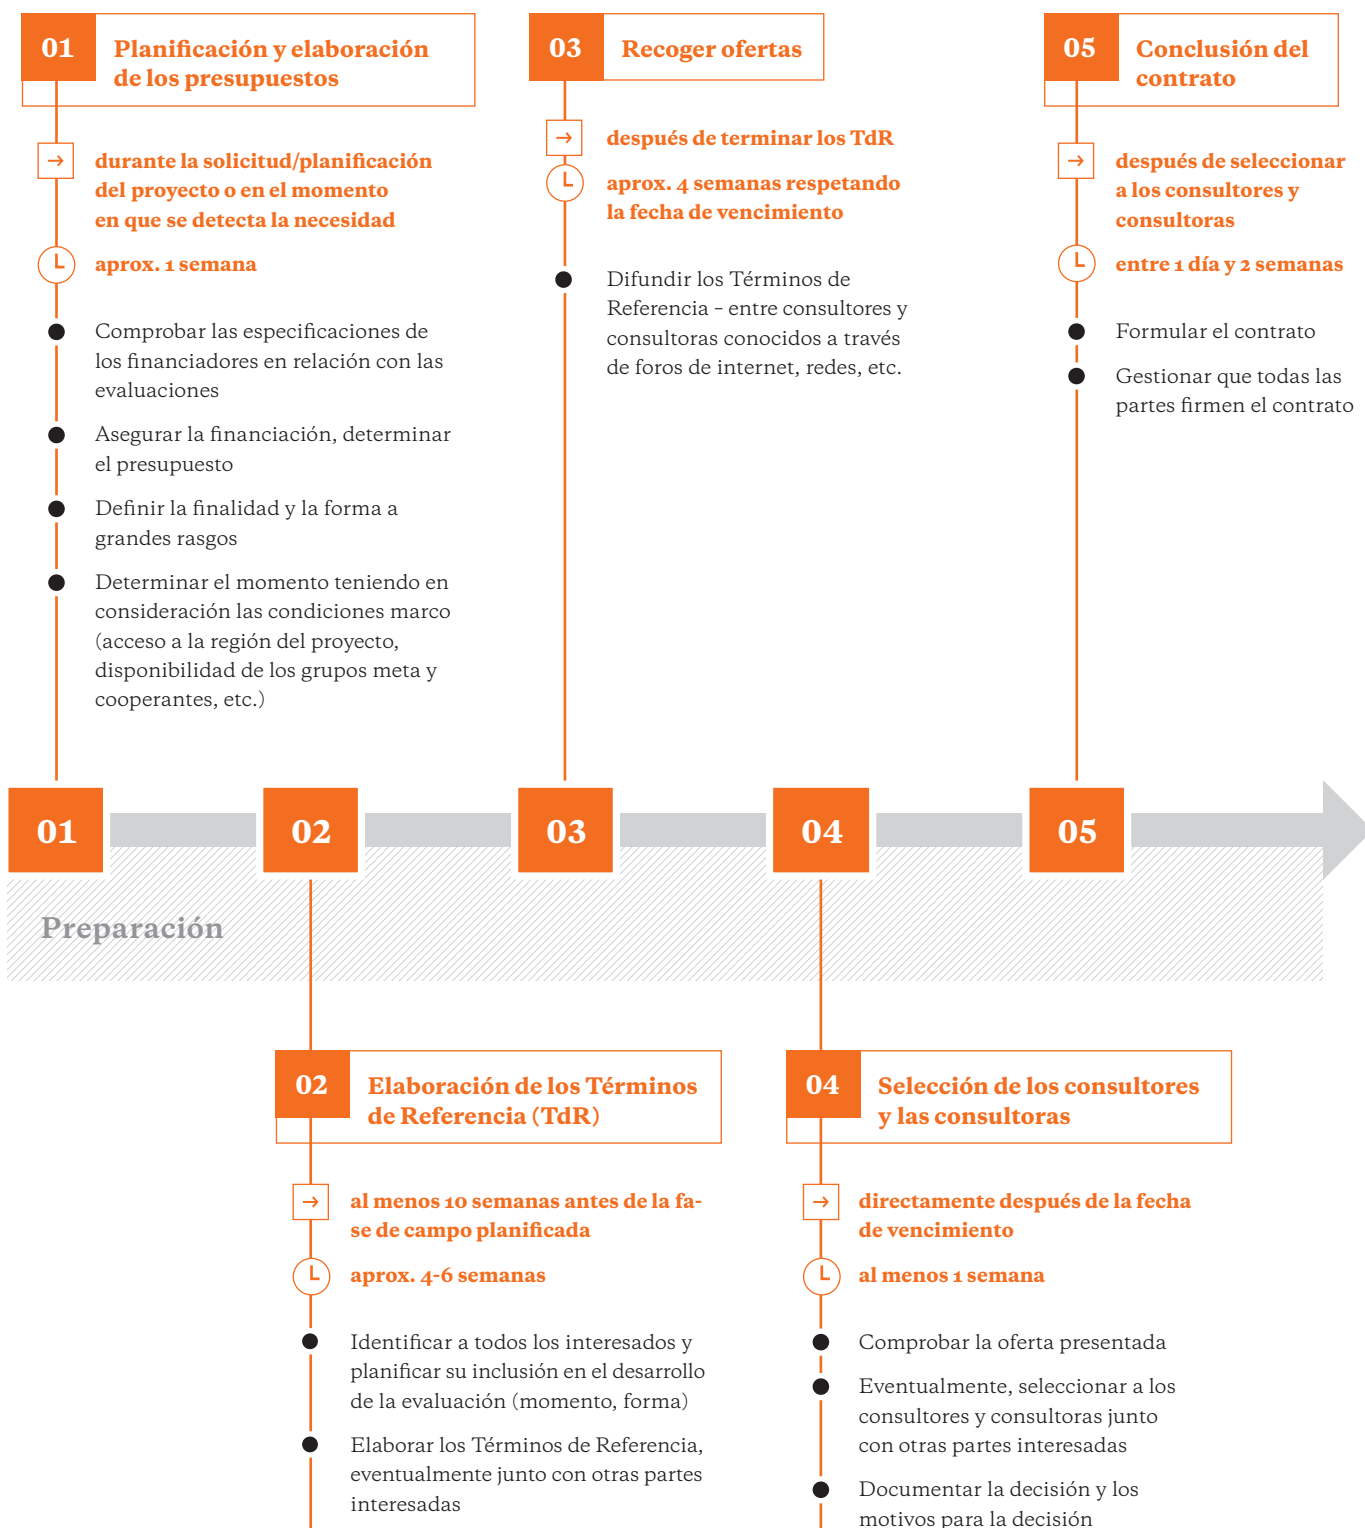 01
Planificación y elaboración
de los presupuestos
durante la solicitud/planificación
del proyecto o en el momento
en que se detecta la necesidad
aprox. 1 semana
Comprobar las especificaciones de
los financiadores en relación con las
evaluaciones
Asegurar la financiación, determinar
el presupuesto
Definir la finalidad y la forma a
grandes rasgos
Determinar el momento teniendo en
consideración las condiciones marco
(acceso a la región del proyecto,
disponibilidad de los grupos meta y
cooperantes, etc.)
03
Recoger ofertas
después de terminar los TdR
aprox. 4 semanas respetando
la fecha de vencimiento
Difundir los Términos de
Referencia – entre consultores y
consultoras conocidos a través
de foros de internet, redes, etc.
05
Conclusión del
contrato
después de seleccionar
a los consultores y
consultoras
entre 1 día y 2 semanas
Formular el contrato
Gestionar que todas las
partes firmen el contrato
01
02
03
04
05
Preparación
02
Elaboración de los Términos
de Referencia (TdR)
al menos 10 semanas antes de la fa-
se de campo planificada
aprox. 4-6 semanas
Identificar a todos los interesados y
planificar su inclusión en el desarrollo
de la evaluación (momento, forma)
Elaborar los Términos de Referencia,
eventualmente junto con otras partes
interesadas
04
Selección de los consultores
y las consultoras
directamente después de la fecha
de vencimiento
al menos 1 semana
Comprobar la oferta presentada
Eventualmente, seleccionar a los
consultores y consultoras junto
con otras partes interesadas
Documentar la decisión y los
motivos para la decisión